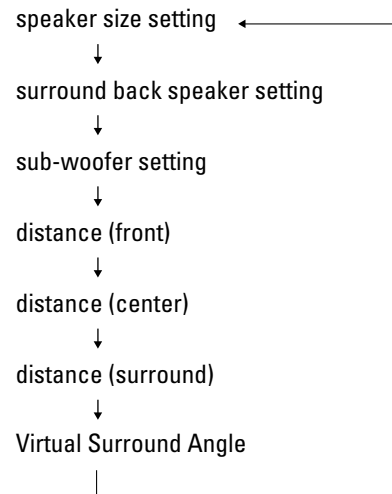 speaker size setting
surround back speaker setting
sub-woofer setting
distance (front)
distance (center)
distance (surround)
Virtual Surround Angle